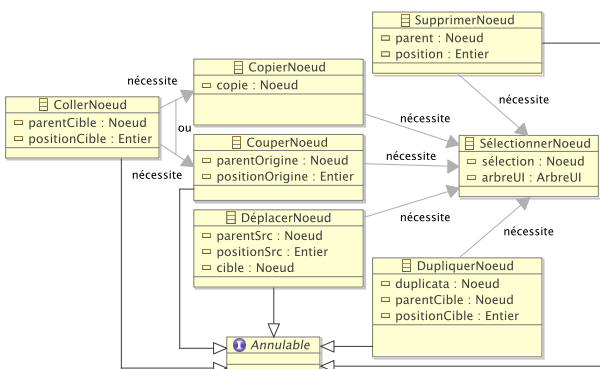 SupprimerNoeud
parent : Noeud
position : Entier
nécessite
CopierNoeud
copie : Noeud
nécessite
nécessite
CollerNoeud
parentCible : Noeud
positionCible : Entier
ou
nécessite
CouperNoeud
parentOrigine : Noeud
positionOrigine : Entier
nécessite
SélectionnerNoeud
sélection : Noeud
arbreUI : ArbreUI
DéplacerNoeud
parentSrc : Noeud
positionSrc : Entier
cible : Noeud
nécessite
nécessite
DupliquerNoeud
duplicata : Noeud
parentCible : Noeud
positionCible : Entier
I Annulable